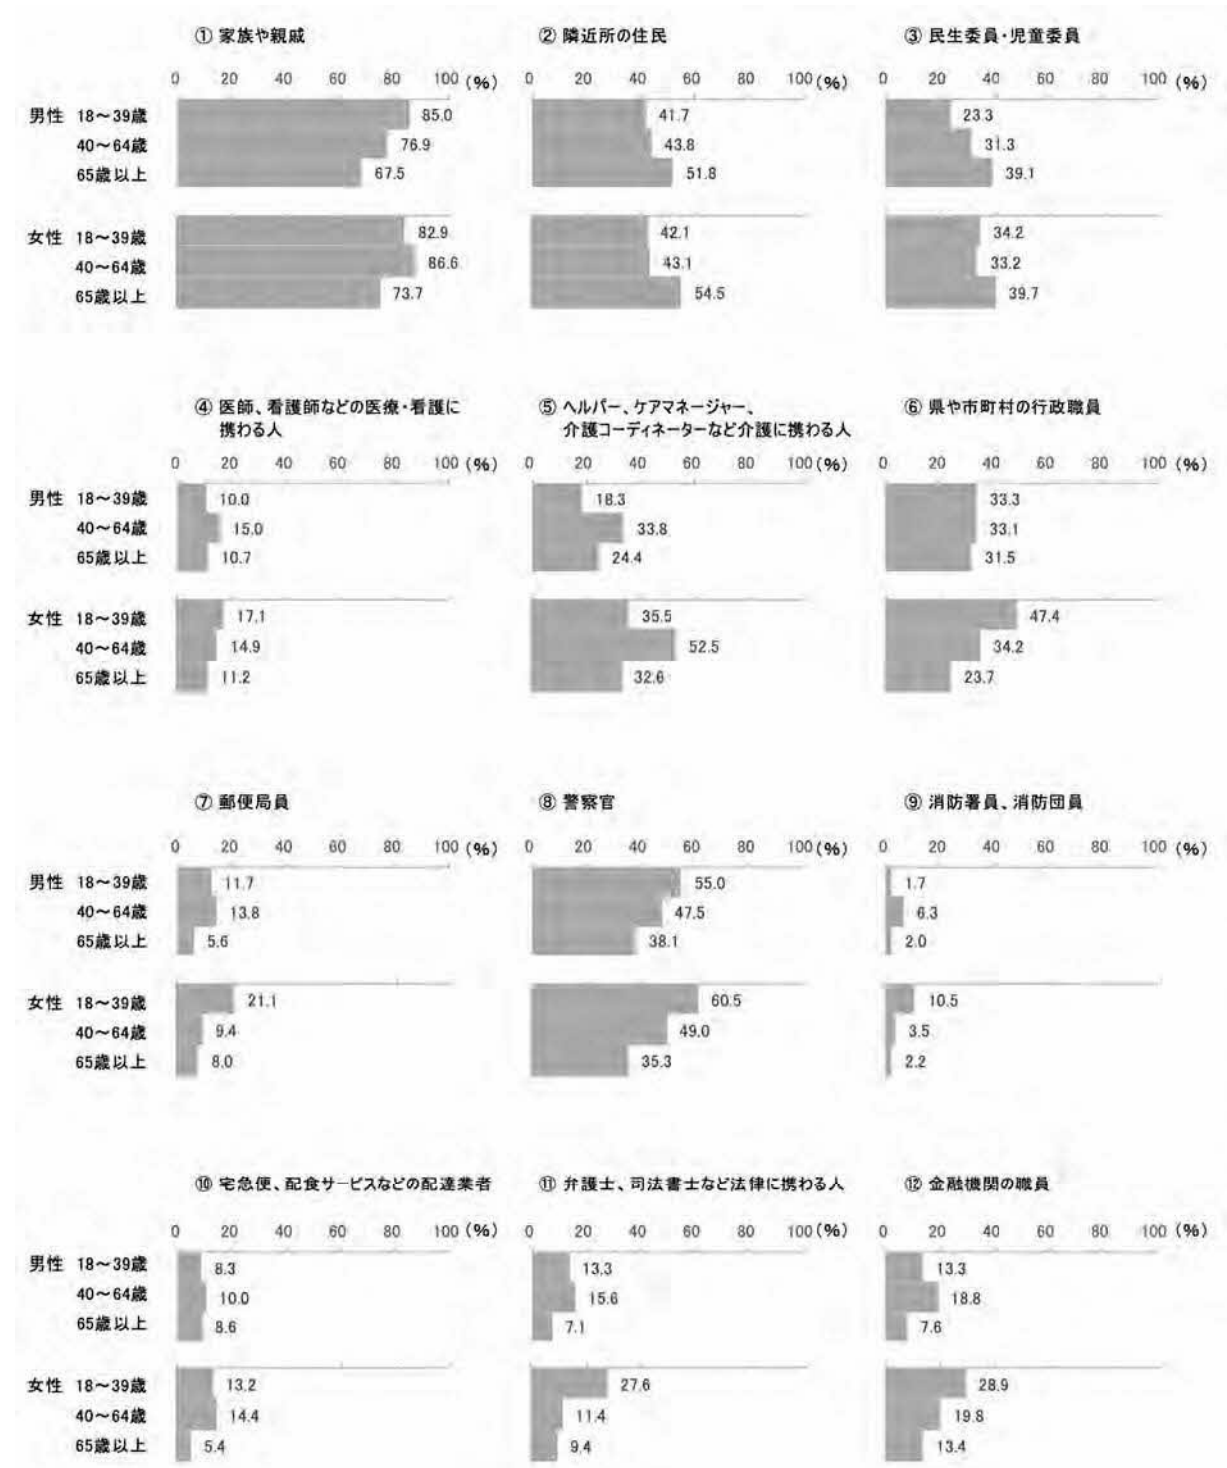 ① 家族や親戚 ② 隣近所の住民 ③ 民生委員・児童委員
0 20 40 60 80 100 (%) 0 20 40 60 80 100 (%) 0 20 40 60 80 100 (%)
男性 18～39歳 85.0 41.7 23.3
40～64歳 76.9 43.8 31.3
65歳以上 67.5 51.8 39.1
女性 18～39歳 82.9 42.1 34.2
40～64歳 86.6 43.1 33.2
65歳以上 73.7 54.5 39.7
④ 医師、看護師などの医療・看護に ⑤ ヘルパー、ケアマネージャー、 ⑥ 県や市町村の行政職員
携わる人 介護コーディネーターなど介護に携わる人
0 20 40 60 80 100 (%) 0 20 40 60 80 100 (%) 0 20 40 60 80 100 (%)
男性 18～39歳 10.0 18.3 33.3
40～64歳 15.0 33.8 33.1
65歳以上 10.7 24.4 31.5
女性 18～39歳 17.1 35.5 47.4
40～64歳 14.9 52.5 34.2
65歳以上 11.2 32.6 23.7
⑦ 郵便局員 ⑧ 警察官 ⑨ 消防署員、消防団員
0 20 40 60 80 100 (%) 0 20 40 60 80 100 (%) 0 20 40 60 80 100 (%)
男性 18～39歳 11.7 55.0 1.7
40～64歳 13.8 47.5 6.3
65歳以上 5.6 38.1 2.0
女性 18～39歳 21.1 60.5 10.5
40～64歳 9.4 49.0 3.5
65歳以上 8.0 35.3 2.2
⑩ 宅急便、配食サービスなどの配達業者 ⑪ 弁護士、司法書士など法律に携わる人 ⑫ 金融機関の職員
0 20 40 60 80 100 (%) 0 20 40 60 80 100 (%) 0 20 40 60 80 100 (%)
男性 18～39歳 8.3 13.3 13.3
40～64歳 10.0 15.6 18.8
65歳以上 8.6 7.1 7.6
女性 18～39歳 13.2 27.6 28.9
40～64歳 14.4 11.4 19.8
65歳以上 5.4 9.4 13.4